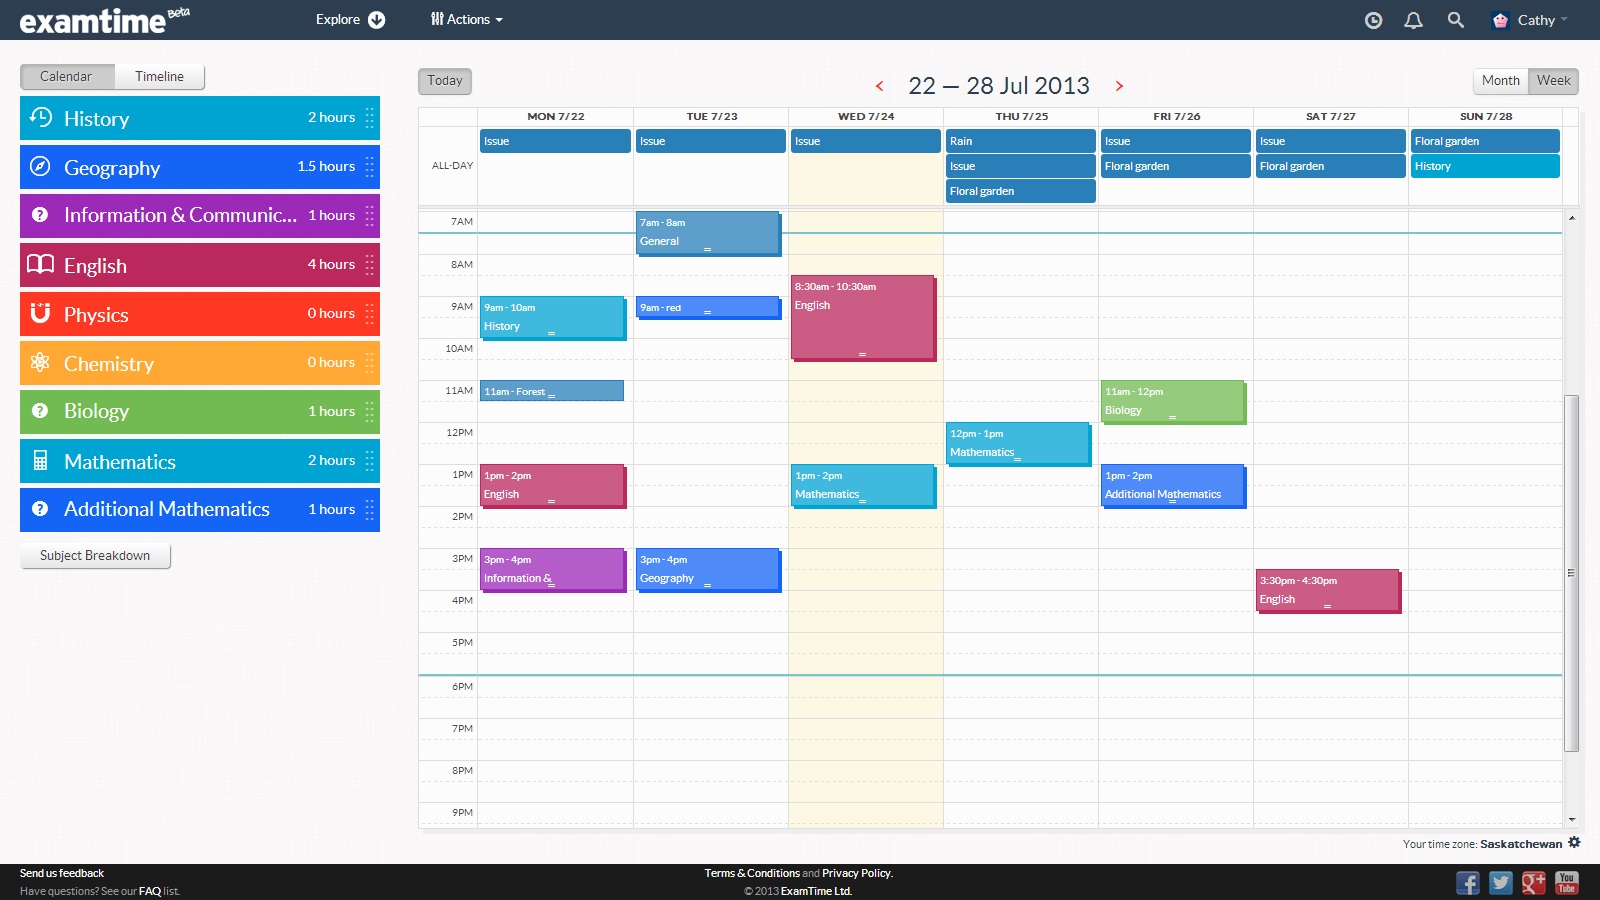 examtime Beta
Explore
Actions
Cathy
Calendar
Timeline
History 2 hours
Geography 1.5 hours
Information & Communic... 1 hours
English 4 hours
Physics 0 hours
Chemistry 0 hours
Biology 1 hours
Mathematics 2 hours
Additional Mathematics 1 hours
Subject Breakdown
Today
< 22 — 28 Jul 2013 >
Month
Week
MON 7/22 TUE 7/23 WED 7/24 THU 7/25 FRI 7/26 SAT 7/27 SUN 7/28
ALL-DAY
Issue Issue Issue Rain Issue Issue Floral garden
Issue Floral garden Floral garden History
Floral garden
7AM
7am - 8am
General
8AM
8:30am - 10:30am
English
9AM
9am - 10am
History
9am - red
10AM
11AM
11am - Forest
11am - 12pm
Biology
12PM
12pm - 1pm
Mathematics
1PM
1pm - 2pm
English
1pm - 2pm
Mathematics
1pm - 2pm
Additional Mathematics
2PM
3PM
3pm - 4pm
Information &
3pm - 4pm
Geography
3:30pm - 4:30pm
English
4PM
5PM
6PM
7PM
8PM
9PM
Your time zone: Saskatchewan
Send us feedback
Have questions? See our FAQ list.
Terms & Conditions and Privacy Policy.
© 2013 ExamTime Ltd.
You
Tube